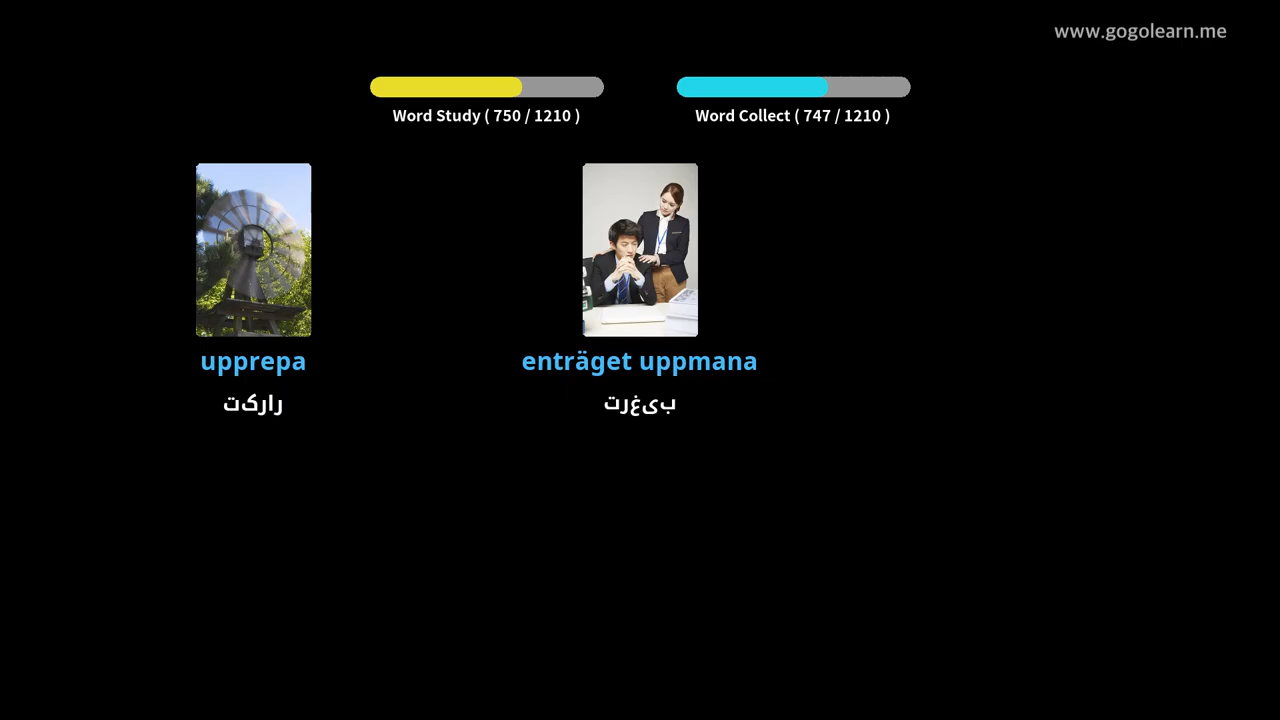 www.gogolearn.me
Word Study ( 750 / 1210 )
Word Collect ( 747 / 1210 )
upprepa
رارکت
enträget uppmana
بیغرت